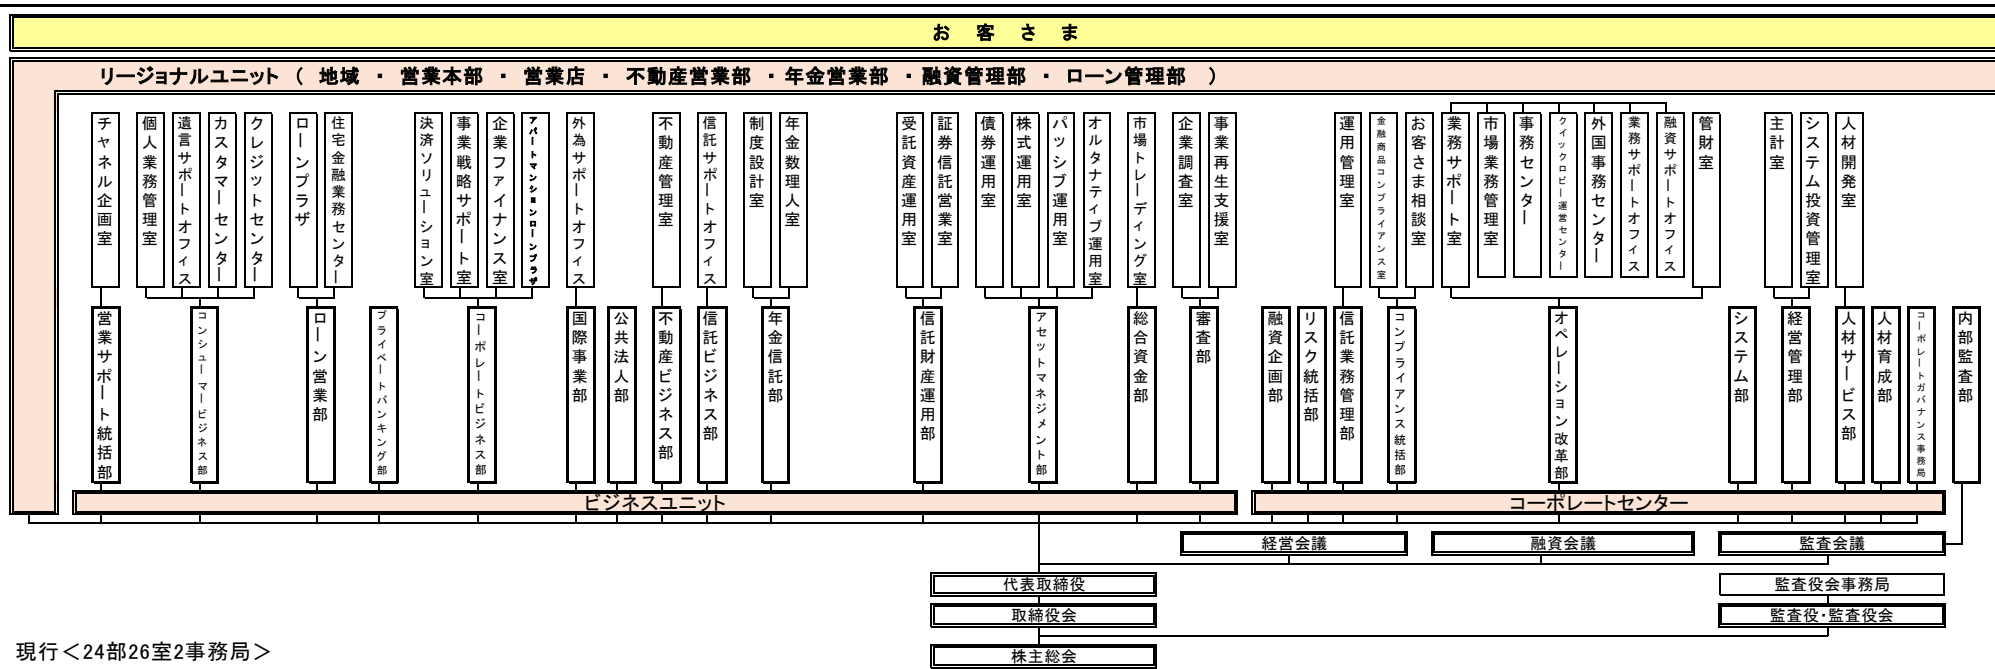 お客さま
リージョナルユニット ( 地域 ・ 営業本部 ・ 営業店 ・ 不動産営業部 ・年金営業部 ・融資管理部 ・ ローン管理部 )
チャネル企画室
個人業務管理室
遺言サポートオフィス
カスタマーセンター
クレジットセンター
ローンプラザ
住宅金融業務センター
決済ソリューション室
事業戦略サポート室
企業ファイナンス室
アパートマンションローンプラザ
外為サポートオフィス
不動産管理室
信託サポートオフィス
制度設計室
年金数理人室
受託資産運用室
証券信託営業室
債券運用室
株式運用室
パッシブ運用室
オルタナティブ運用室
市場トレーディング室
企業調査室
事業再生支援室
運用管理室
金融商品コンプライアンス室
お客さま相談室
業務サポート室
市場業務管理室
事務センター
クイックロビー運営センター
外国事務センター
業務サポートオフィス
融資サポートオフィス
管財室
主計室
システム投資管理室
人材開発室
営業サポート統括部
コンシューマービジネス部
ローン営業部
プライベートバンキング部
コーポレートビジネス部
国際事業部
公共法人部
不動産ビジネス部
信託ビジネス部
年金信託部
信託財産運用部
アセットマネジメント部
総合資金部
審査部
融資企画部
リスク統括部
信託業務管理部
コンプライアンス統括部
オペレーション改革部
システム部
経営管理部
人材サービス部
人材育成部
コーポレートガバナンス事務局
内部監査部
ビジネスユニット
コーポレートセンター
経営会議
融資会議
監査会議
代表取締役
監査役会事務局
取締役会
監査役・監査役会
株主総会
現行＜24部26室2事務局＞